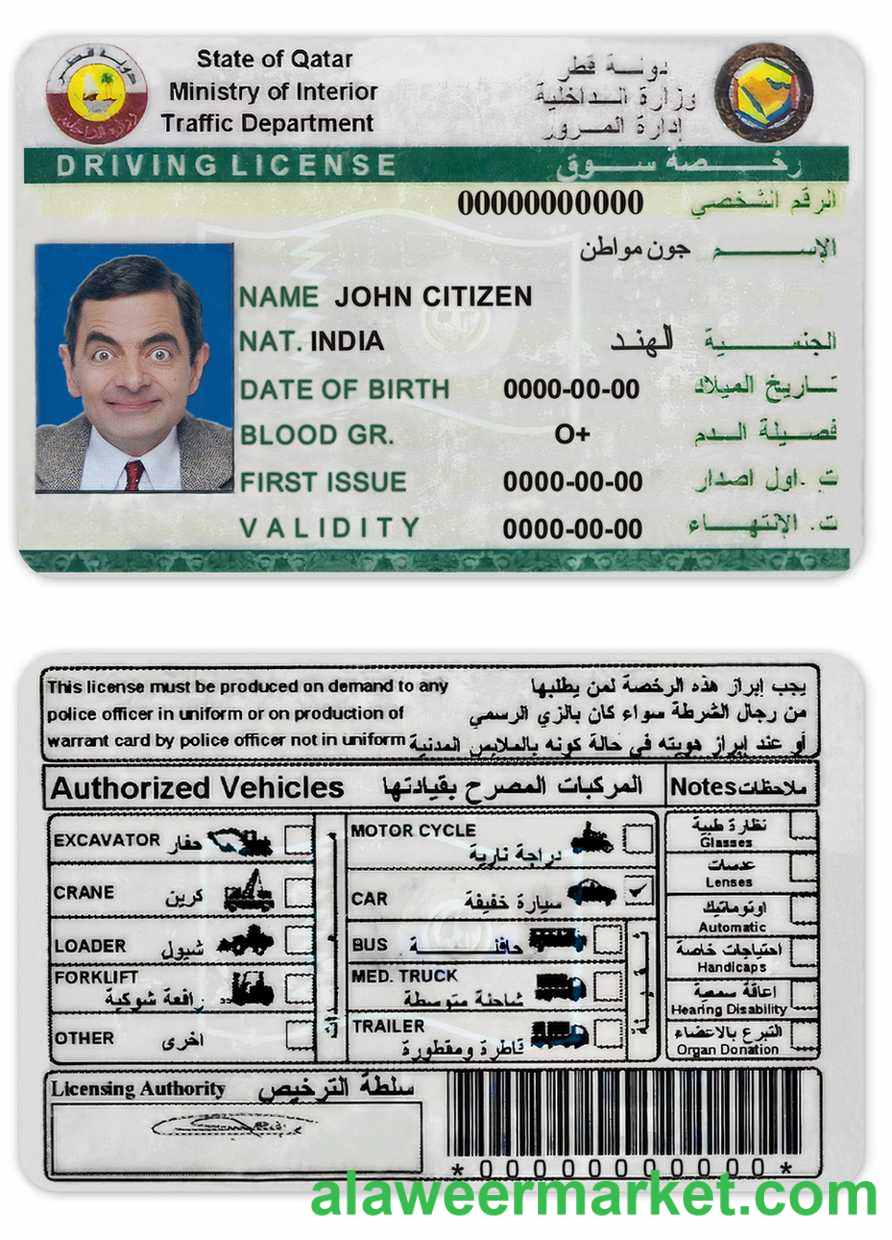 State of Qatar
دولة قطر
Ministry of Interior
وزارة الداخلية
Traffic Department
إدارة المرور
DRIVING LICENSE رخصة سوق
00000000000 الرقم الشخصي
الإسم جون مواطن
NAME JOHN CITIZEN
NAT. INDIA الهند الجنسية
DATE OF BIRTH 0000-00-00 تاريخ الميلاد
BLOOD GR. O+ فصيلة الدم
FIRST ISSUE 0000-00-00 ت .اول اصدار
VALIDITY 0000-00-00 ت. الإنتهاء
This license must be produced on demand to any
police officer in uniform or on production of
warrant card by police officer not in uniform
يجب إبراز هذه الرخصة لمن يطلبها
من رجال الشرطة سواء كان بالزي الرسمي
أو عند إبراز هويته في حالة كونه بالملابس المدنية
Authorized Vehicles المركبات المصرح بقيادتها
Notes ملاحظات
EXCAVATOR حفار
CRANE كرين
LOADER شيول
FORKLIFT رافعة شوكية
OTHER اخرى
MOTOR CYCLE
دراجة نارية
CAR سيارة خفيفة
BUS حافلة
MED. TRUCK
شاحنة متوسطة
TRAILER
قاطرة ومقطورة
نظارة طبية
Glasses
عدسات
Lenses
اوتوماتيك
Automatic
احتياجات خاصة
Handicaps
اعاقة سمعية
Hearing Disability
التبرع بالاعضاء
Organ Donation
Licensing Authority سلطة الترخيص
*00000000000*
alaweermarket.com